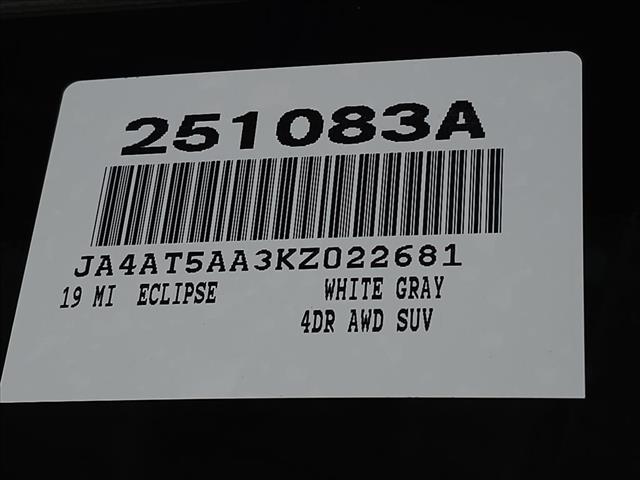 251083A
JA4AT5AA3KZ022681
19 MI ECLIPSE WHITE GRAY
4DR AWD SUV